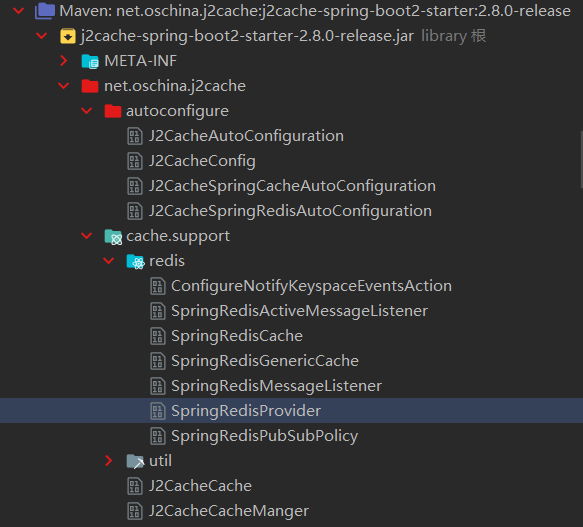 Maven: net.oschina.j2cache:j2cache-spring-boot2-starter:2.8.0-release
j2cache-spring-boot2-starter-2.8.0-release.jar library 根
META-INF
net.oschina.j2cache
autoconfigure
J2CacheAutoConfiguration
J2CacheConfig
J2CacheSpringCacheAutoConfiguration
J2CacheSpringRedisAutoConfiguration
cache.support
redis
ConfigureNotifyKeyspaceEventsAction
SpringRedisActiveMessageListener
SpringRedisCache
SpringRedisGenericCache
SpringRedisMessageListener
SpringRedisProvider
SpringRedisPubSubPolicy
util
J2CacheCache
J2CacheCacheManger